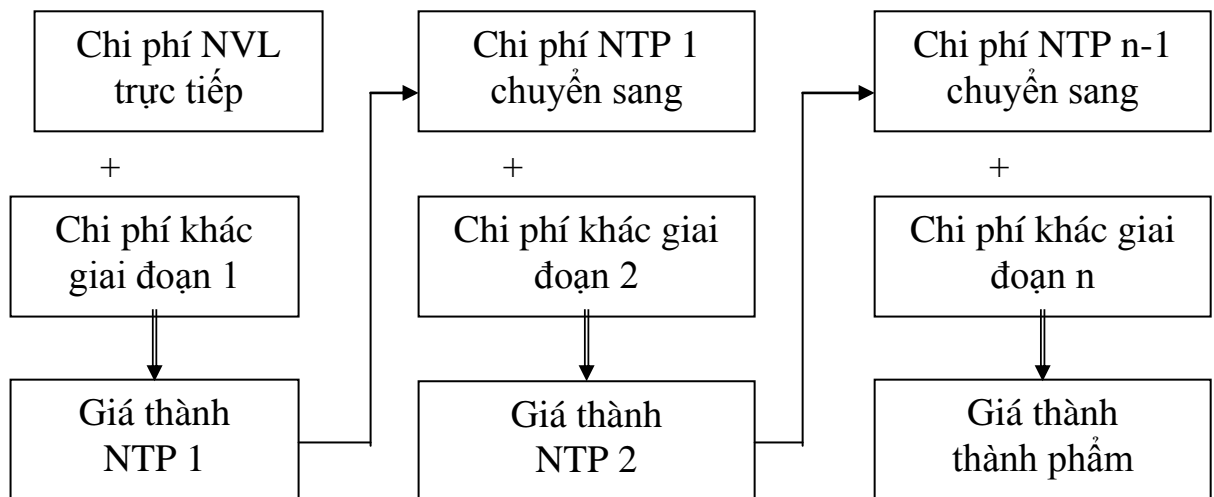 Chi phí NVL
trực tiếp
+
Chi phí khác
giai đoạn 1
Giá thành
NTP 1
Chi phí NTP 1
chuyển sang
+
Chi phí khác giai
đoạn 2
Giá thành
NTP 2
Chi phí NTP n-1
chuyển sang
+
Chi phí khác giai
đoạn n
Giá thành
thành phẩm